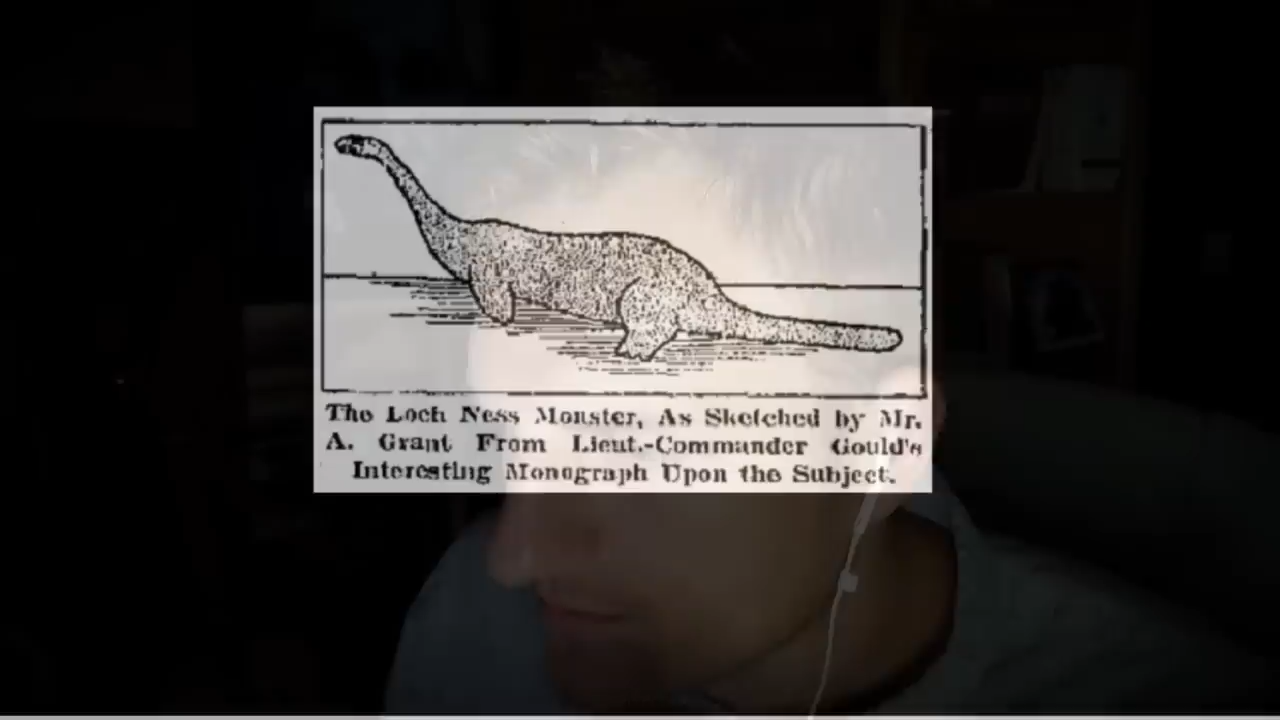 The Loch Ness Monster, As Sketched by Mr.
A. Grant From Lieut.-Commander Gould's
Interesting Monograph Upon the Subject.